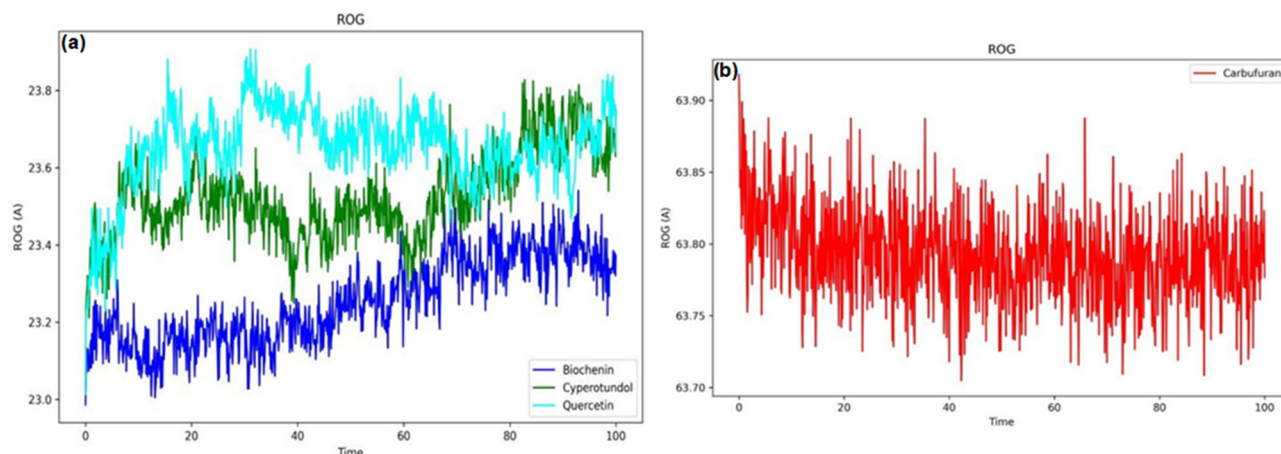 (a)
ROG
ROG (A)
23.8
23.6
23.4
23.2
23.0
0
20
40
60
80
100
Time
Biochenin
Cyperotundol
Quercetin
(b)
ROG
ROG (A)
63.90
63.85
63.80
63.75
63.70
0
20
40
60
80
100
Time
Carbufuran